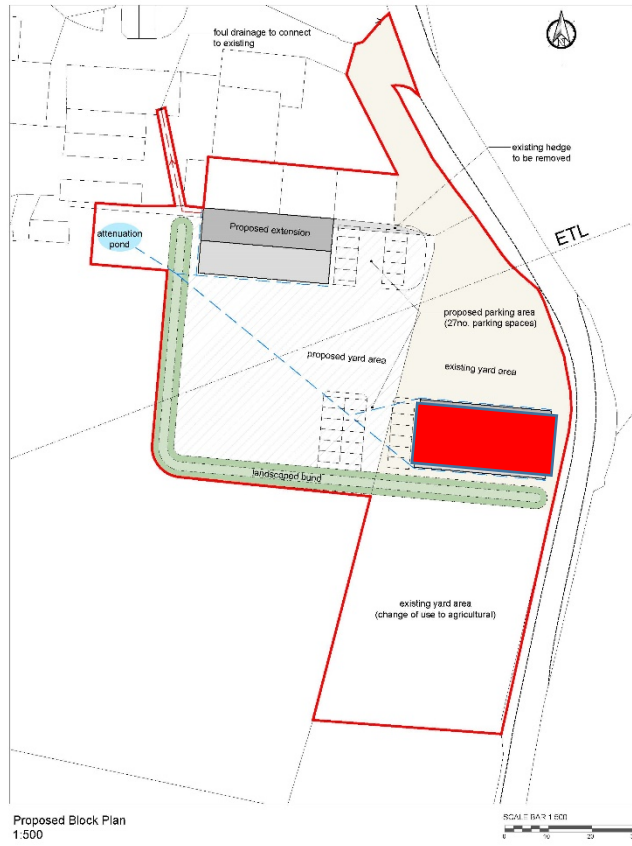 foul drainage to connect
to existing
existing hedge
to be removed
Proposed extension
attenuation
pond
ETL
proposed parking area
(27no. parking spaces)
proposed yard area
existing yard area
landscaped bund
existing yard area
(change of use to agricultural)
Proposed Block Plan
1:500
SCALE BAR 1:500
0 10 20